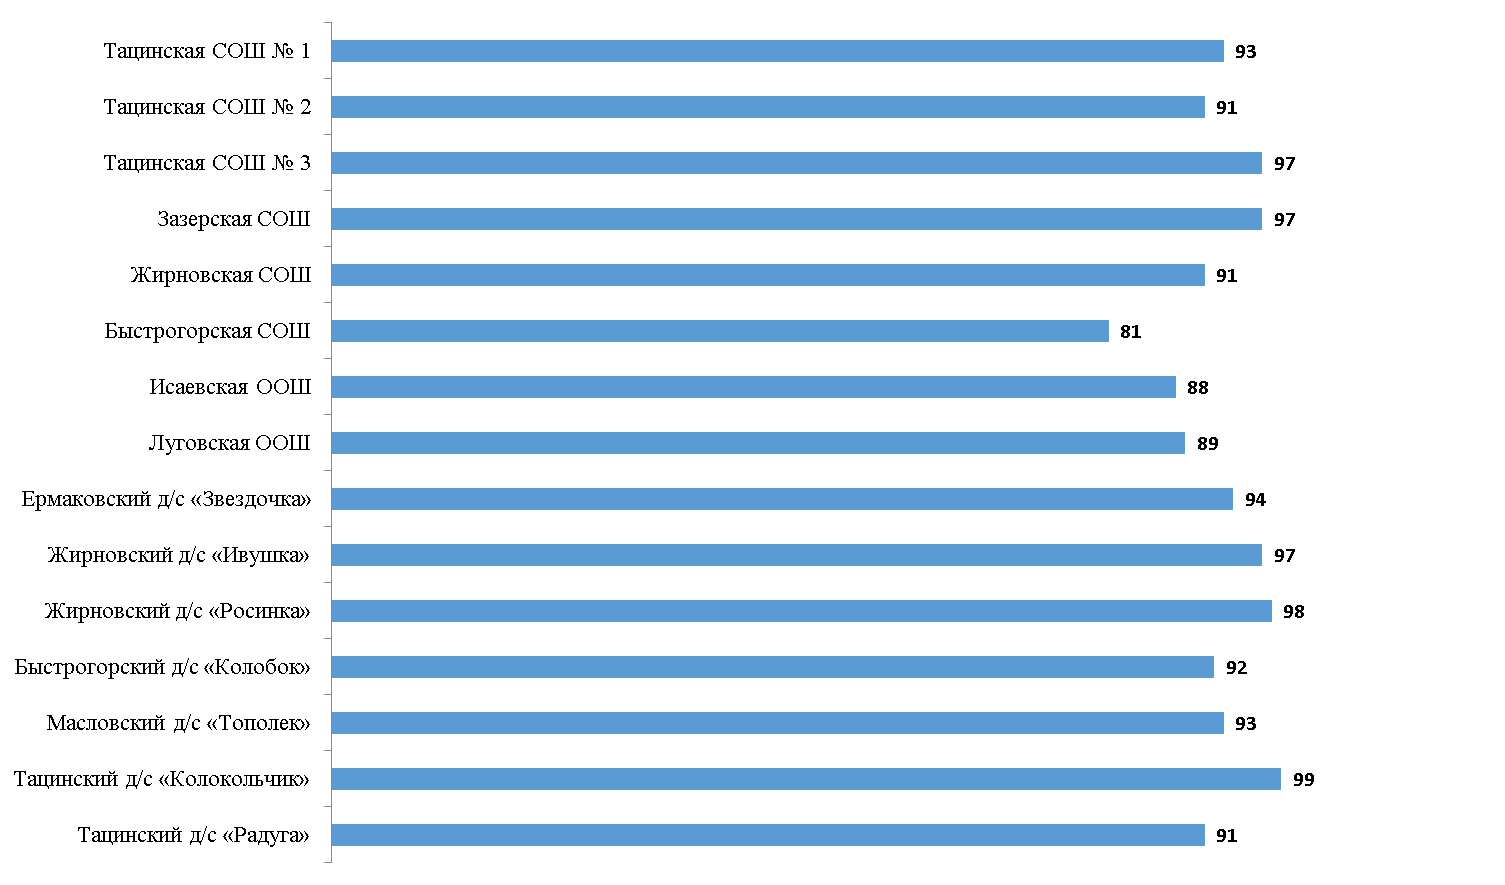 Тацинская СОШ № 1 93
Тацинская СОШ № 2 91
Тацинская СОШ № 3 97
Зазерская СОШ 97
Жирновская СОШ 91
Быстрогорская СОШ 81
Исаевская ООШ 88
Луговская ООШ 89
Ермаковский д/с «Звездочка» 94
Жирновский д/с «Ивушка» 97
Жирновский д/с «Росинка» 98
Быстрогорский д/с «Колобок» 92
Масловский д/с «Тополек» 93
Тацинский д/с «Колокольчик» 99
Тацинский д/с «Радуга» 91